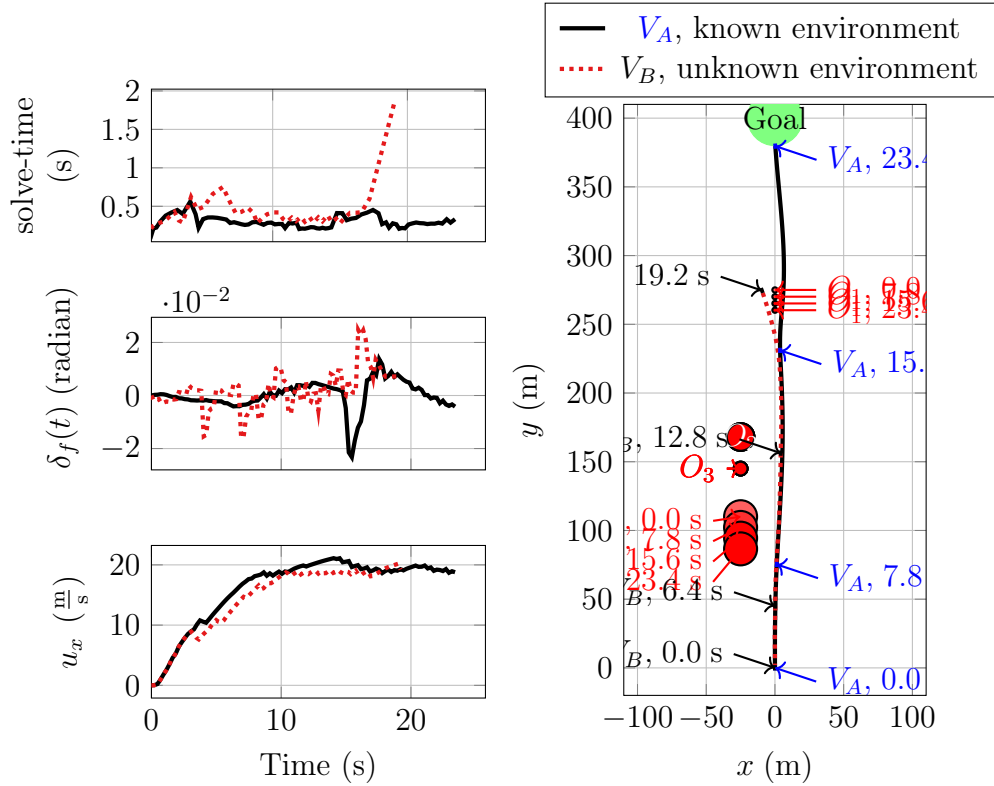 V_A, known environment
V_B, unknown environment
solve-time
(s)
2
1.5
1
0.5
·10^{-2}
δ_f(t) (radian)
2
0
−2
u_x (m/s)
20
10
0
0
10
20
Time (s)
y (m)
400
350
300
250
200
150
100
50
0
−100
−50
0
50
100
x (m)
Goal
V_A, 23.4
19.2 s
V_A, 15.
B, 12.8 s
O_3
, 0.0 s
, 7.8 s
15.6 s
23.4 s
V_A, 7.8
V_B, 6.4 s
V_B, 0.0 s
V_A, 0.0